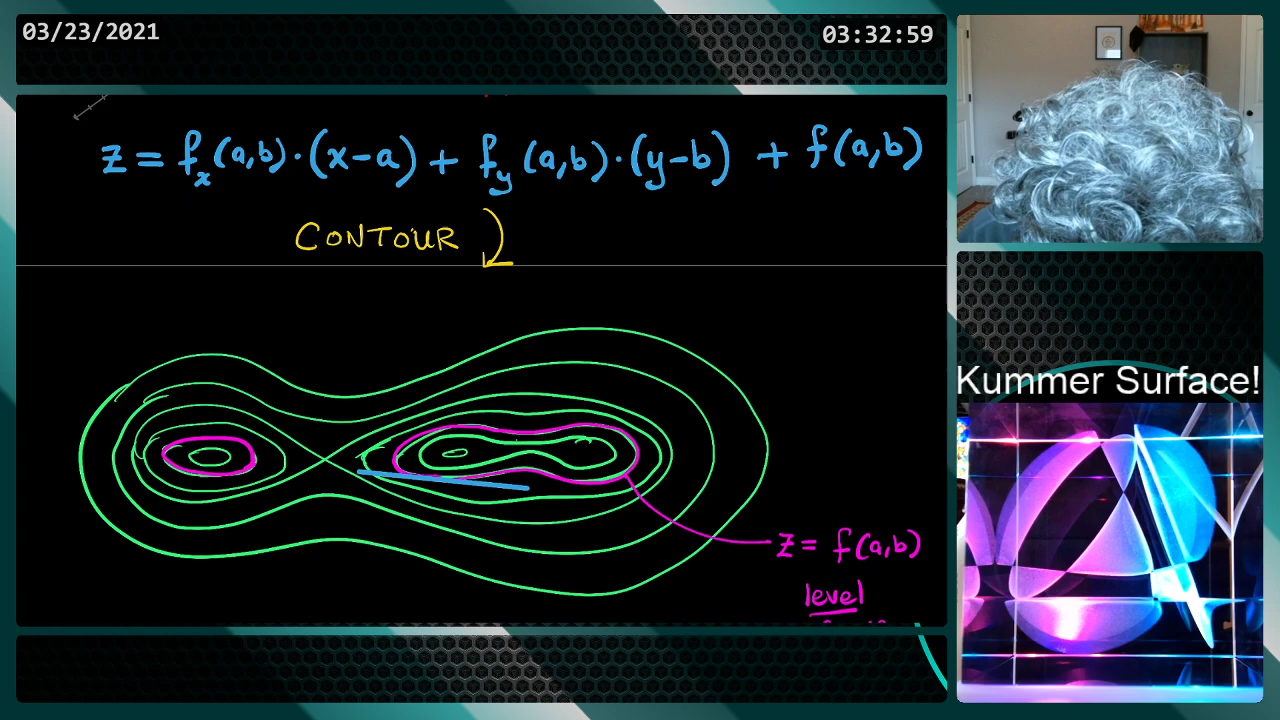 03/23/2021
03:32:59
z = f_x(a,b)·(x-a) + f_y(a,b)·(y-b) + f(a,b)
CONTOUR
Kummer Surface!
z = f(a,b)
level